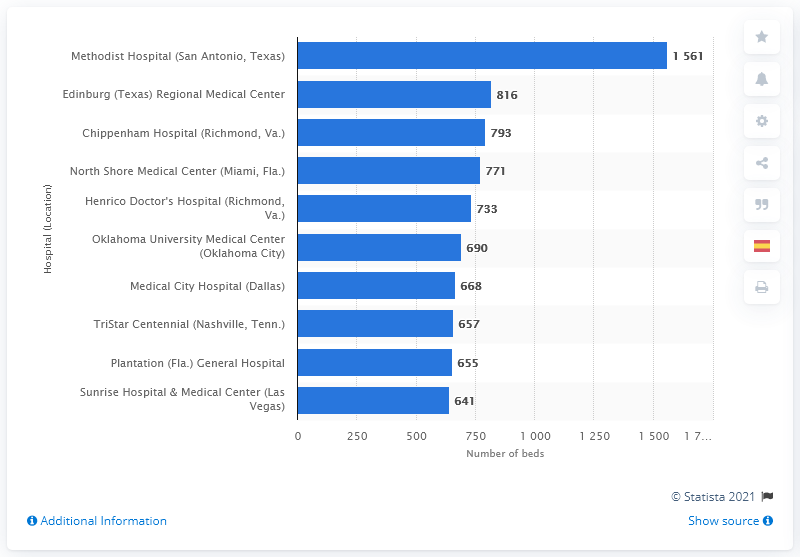 Methodist Hospital (San Antonio, Texas) 1 561
Edinburg (Texas) Regional Medical Center 816
Chippenham Hospital (Richmond, Va.) 793
North Shore Medical Center (Miami, Fla.) 771
Henrico Doctor's Hospital (Richmond,
Va.) 733
Oklahoma University Medical Center
(Oklahoma City) 690
Medical City Hospital (Dallas) 668
TriStar Centennial (Nashville, Tenn.) 657
Plantation (Fla.) General Hospital 655
Sunrise Hospital & Medical Center (Las
Vegas) 641
Hospital (Location)
0 250 500 750 1 000 1 250 1 500 1 7...
Number of beds
© Statista 2021
Additional Information
Show source